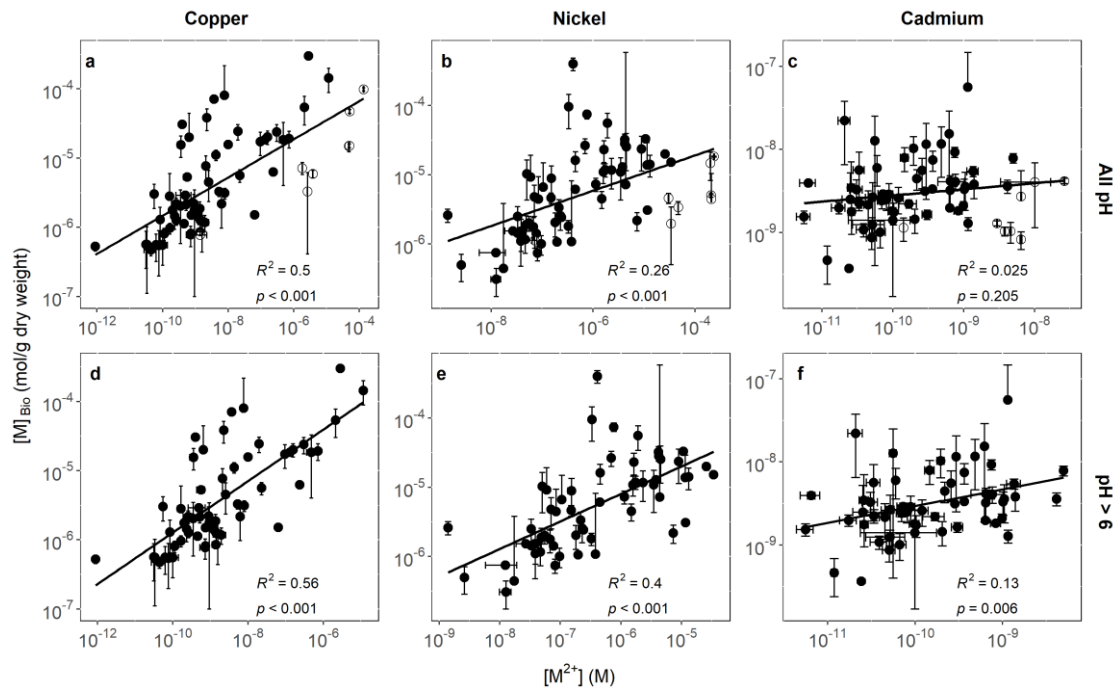 Copper Nickel Cadmium
[M]Bio (mol/g dry weight)
a
10⁻⁴
10⁻⁵
10⁻⁶
10⁻⁷
R² = 0.5
p < 0.001
10⁻¹² 10⁻¹⁰ 10⁻⁸ 10⁻⁶ 10⁻⁴
b
10⁻⁴
10⁻⁵
10⁻⁶
R² = 0.26
p < 0.001
10⁻⁸ 10⁻⁶ 10⁻⁴
c
10⁻⁷
10⁻⁸
10⁻⁹
R² = 0.025
p = 0.205
10⁻¹¹ 10⁻¹⁰ 10⁻⁹ 10⁻⁸
All pH
d
10⁻⁴
10⁻⁵
10⁻⁶
10⁻⁷
R² = 0.56
p < 0.001
10⁻¹² 10⁻¹⁰ 10⁻⁸ 10⁻⁶
e
10⁻⁴
10⁻⁵
10⁻⁶
R² = 0.4
p < 0.001
10⁻⁹ 10⁻⁸ 10⁻⁷ 10⁻⁶ 10⁻⁵
f
10⁻⁷
10⁻⁸
10⁻⁹
R² = 0.13
p = 0.006
10⁻¹¹ 10⁻¹⁰ 10⁻⁹
pH > 6
[M²⁺] (M)